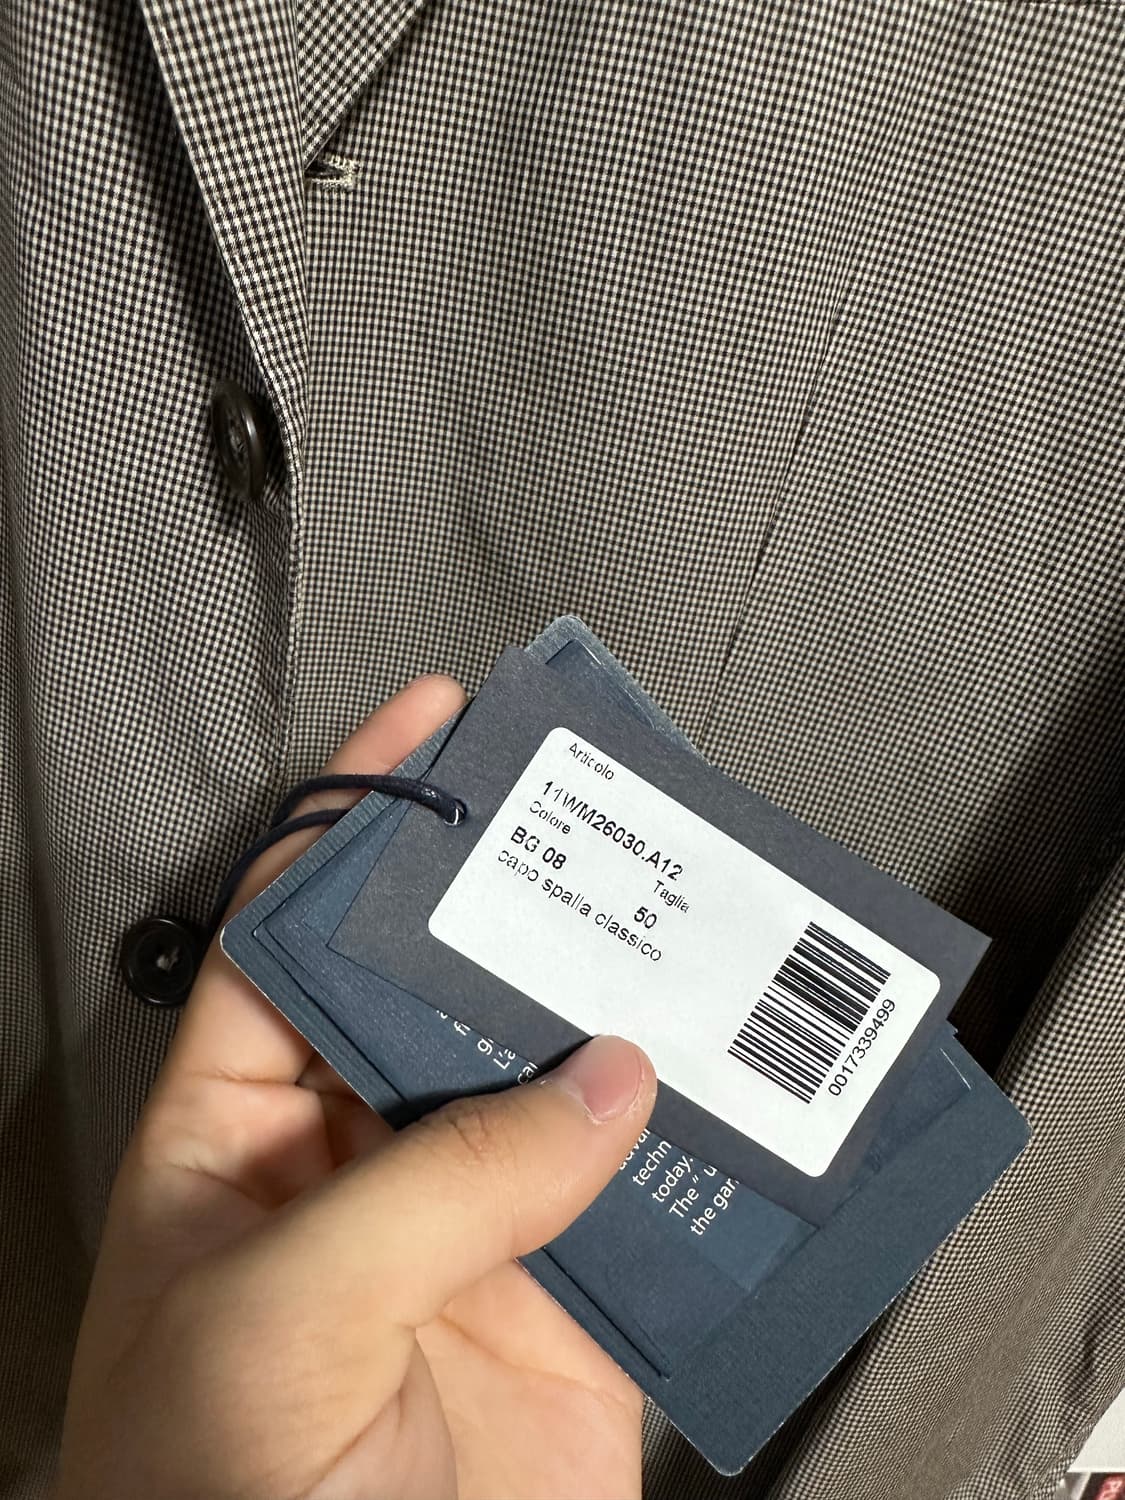 Articolo
11WM26030.A12
Colore
Taglia
BG 08
50
capo spalla classico
0017339499
techn
today.
The " u
the gar